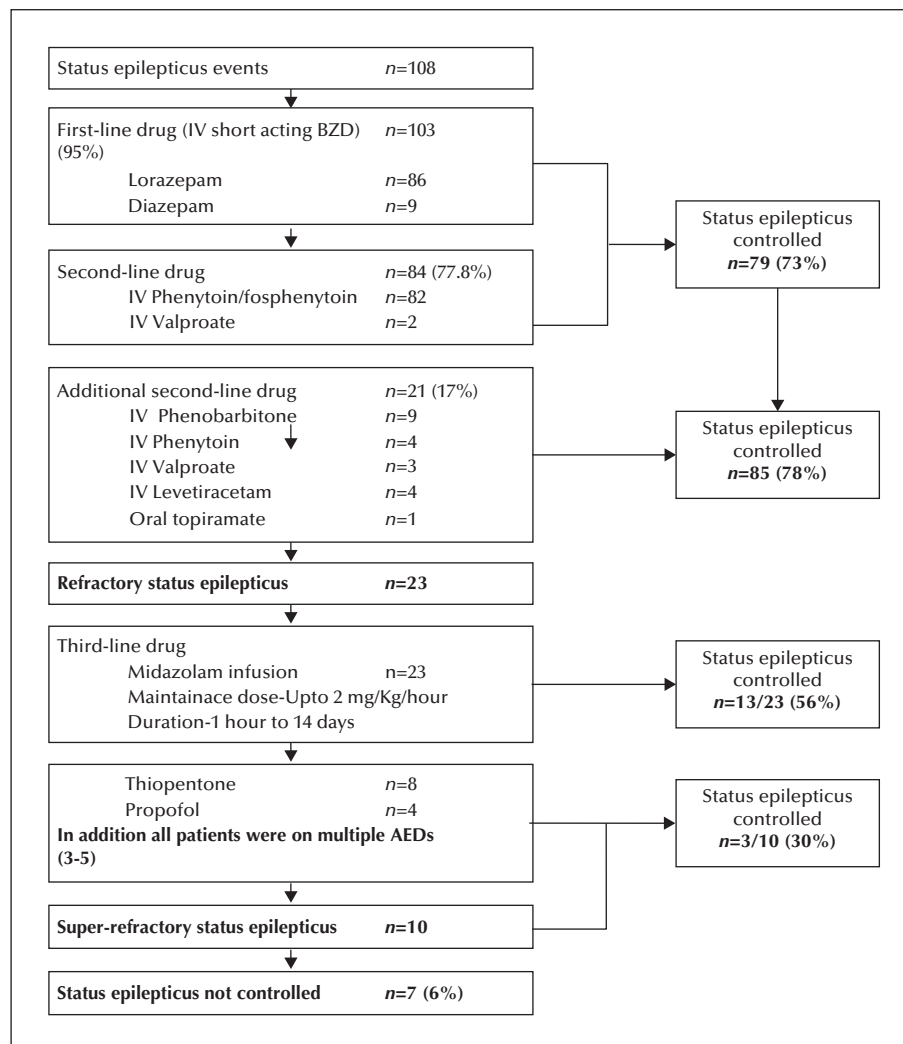 Status epilepticus events n=108
First-line drug (IV short acting BZD) n=103
(95%)
Lorazepam n=86
Diazepam n=9
Second-line drug n=84 (77.8%)
IV Phenytoin/fosphenytoin n=82
IV Valproate n=2
Status epilepticus
controlled
n=79 (73%)
Additional second-line drug n=21 (17%)
IV Phenobarbitone n=9
IV Phenytoin n=4
IV Valproate n=3
IV Levetiracetam n=4
Oral topiramate n=1
Status epilepticus
controlled
n=85 (78%)
Refractory status epilepticus n=23
Third-line drug
Midazolam infusion n=23
Maintainace dose-Upto 2 mg/Kg/hour
Duration-1 hour to 14 days
Status epilepticus
controlled
n=13/23 (56%)
Thiopentone n=8
Propofol n=4
In addition all patients were on multiple AEDs
(3-5)
Status epilepticus
controlled
n=3/10 (30%)
Super-refractory status epilepticus n=10
Status epilepticus not controlled n=7 (6%)